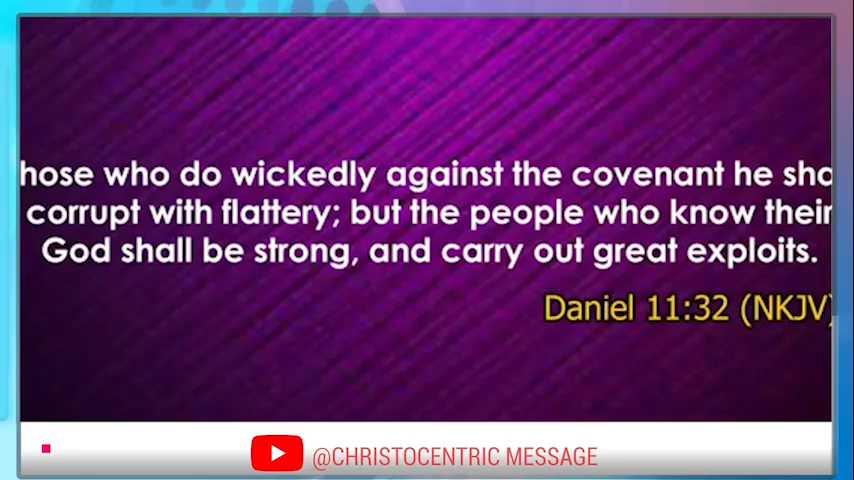 hose who do wickedly against the covenant he sha
corrupt with flattery; but the people who know their
God shall be strong, and carry out great exploits.
Daniel 11:32 (NKJV)
@CHRISTOCENTRIC MESSAGE